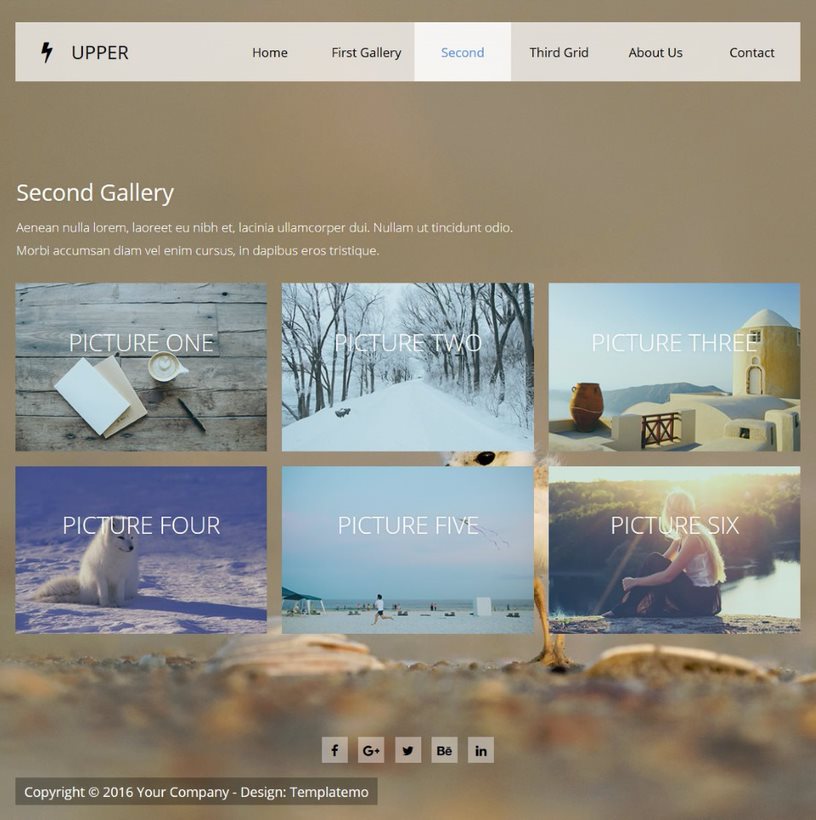 UPPER
Home
First Gallery
Second
Third Grid
About Us
Contact
Second Gallery
Aenean nulla lorem, laoreet eu nibh et, lacinia ullamcorper dui. Nullam ut tincidunt odio.
Morbi accumsan diam vel enim cursus, in dapibus eros tristique.
PICTURE ONE
PICTURE TWO
PICTURE THREE
PICTURE FOUR
PICTURE FIVE
PICTURE SIX
f
G+
Bē
in
Copyright © 2016 Your Company - Design: Templatemo